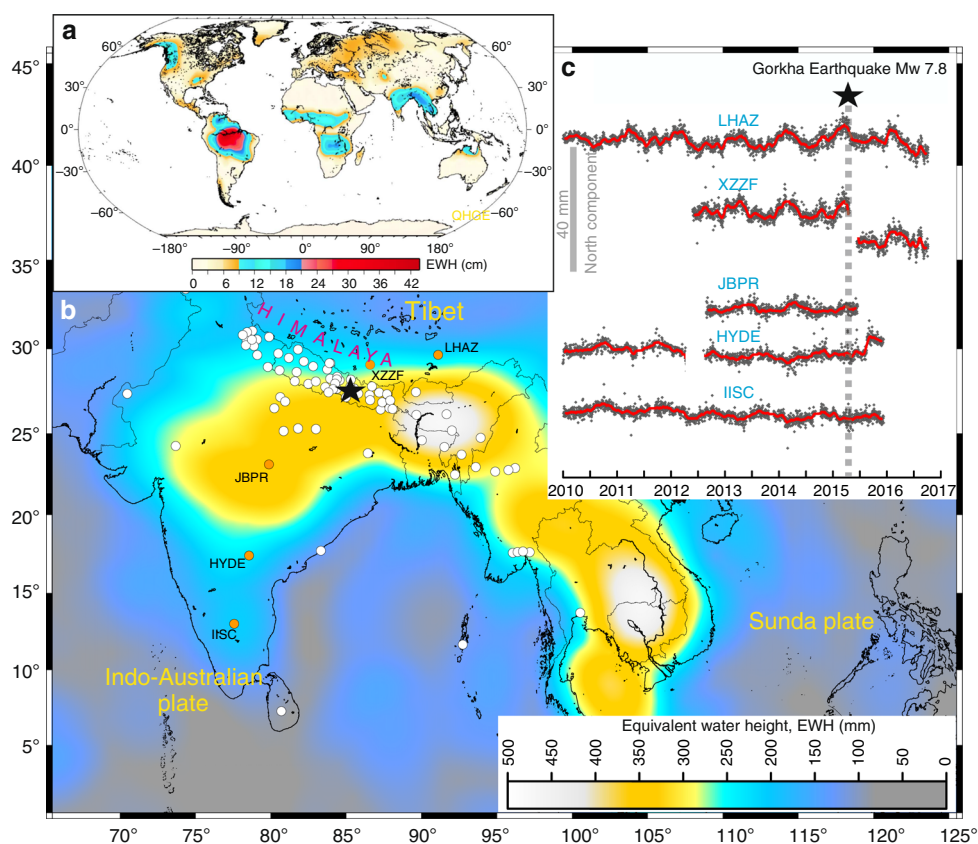 a
60°
30°
0°
−30°
−60°
60°
30°
0°
−30°
−60°
QHGE
−180° −90° 0° 90° 180°
EWH (cm)
0 6 12 18 24 30 36 42
c
Gorkha Earthquake Mw 7.8
LHAZ
XZZF
40 mm
North component
JBPR
HYDE
IISC
2010 2011 2012 2013 2014 2015 2016 2017
b
HIMALAYA
Tibet
LHAZ
XZZF
JBPR
HYDE
IISC
Indo-Australian
plate
Sunda plate
Equivalent water height, EWH (mm)
500 450 400 350 300 250 200 150 100 50 0
45°
40°
35°
30°
25°
20°
15°
10°
5°
70° 75° 80° 85° 90° 95° 100° 105° 110° 115° 120° 125°